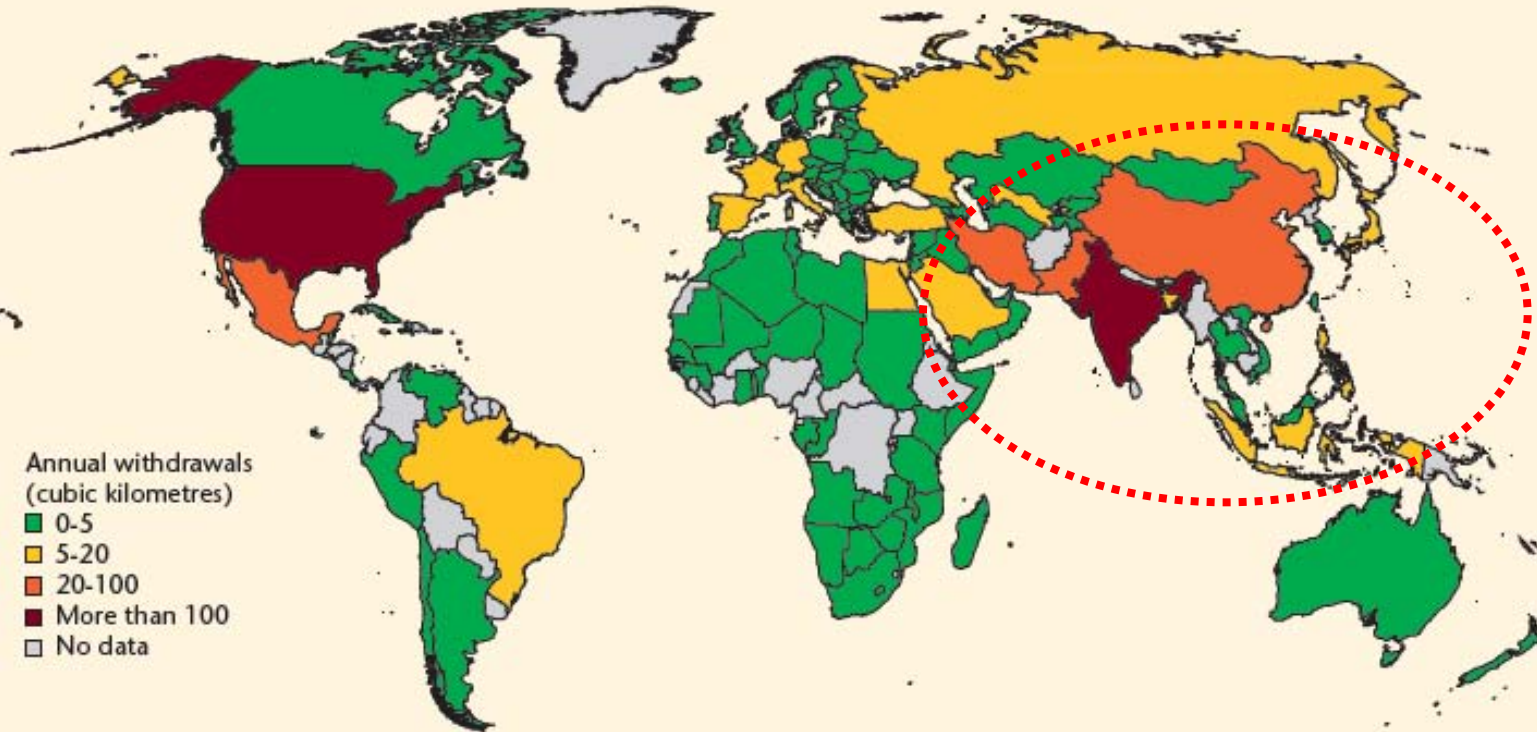 Annual withdrawals
(cubic kilometres)
0-5
5-20
20-100
More than 100
No data